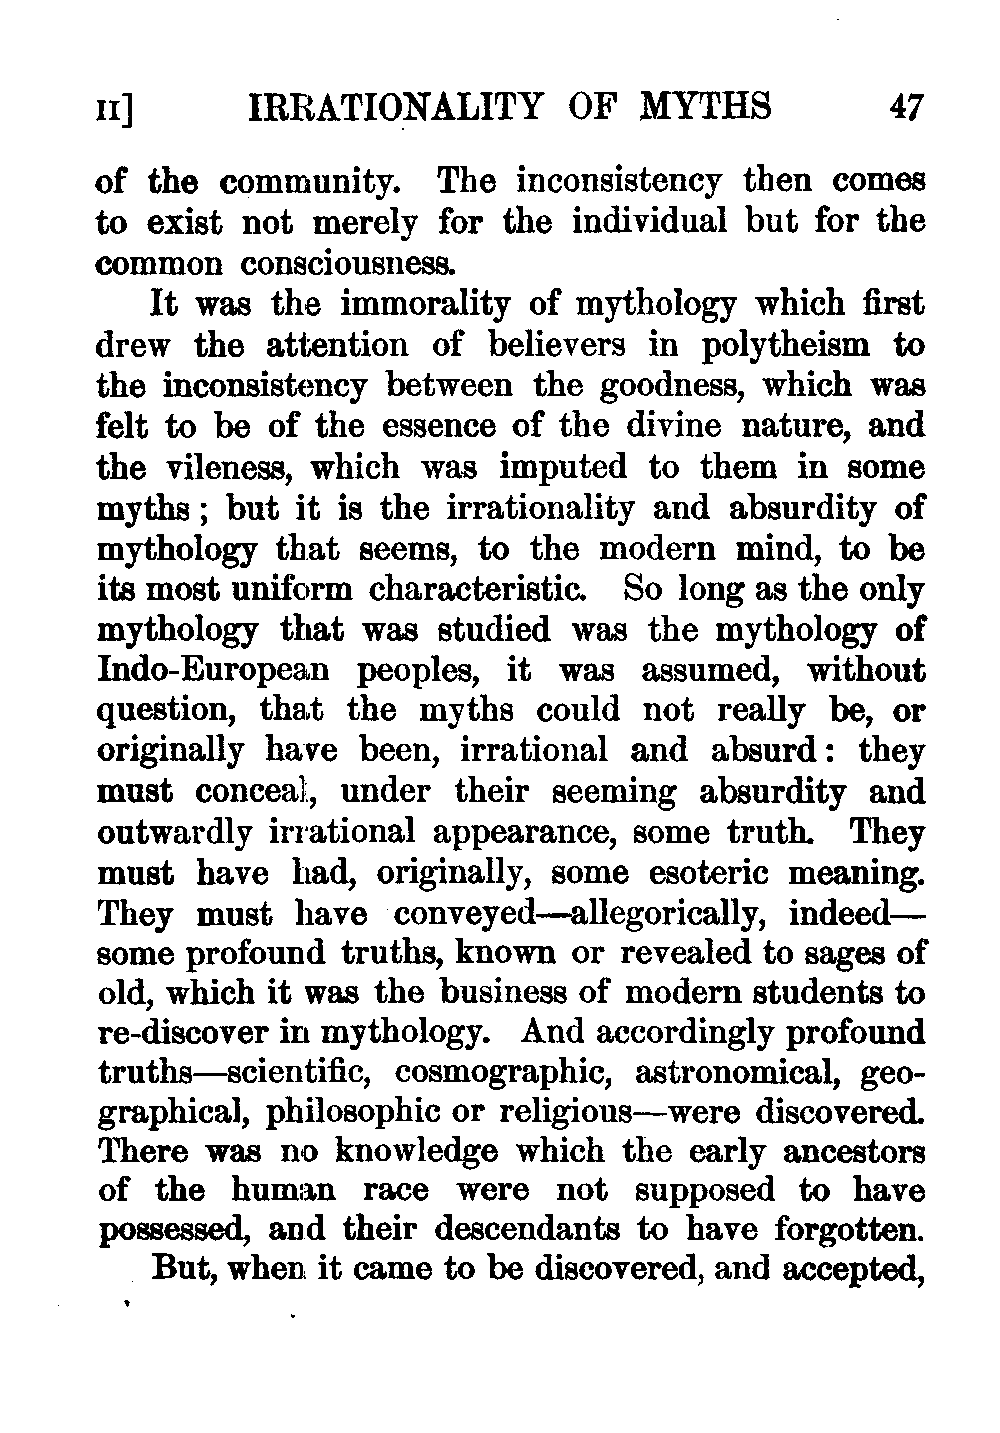 II] IRRATIONALITY OF MYTHS 47
of the community. The inconsistency then comes
to exist not merely for the individual but for the
common consciousness.
It was the immorality of mythology which first
drew the attention of believers in polytheism to
the inconsistency between the goodness, which was
felt to be of the essence of the divine nature, and
the vileness, which was imputed to them in some
myths ; but it is the irrationality and absurdity of
mythology that seems, to the modern mind, to be
its most uniform characteristic. So long as the only
mythology that was studied was the mythology of
Indo-European peoples, it was assumed, without
question, that the myths could not really be, or
originally have been, irrational and absurd : they
must conceal, under their seeming absurdity and
outwardly irrational appearance, some truth. They
must have had, originally, some esoteric meaning.
They must have conveyed—allegorically, indeed—
some profound truths, known or revealed to sages of
old, which it was the business of modern students to
re-discover in mythology. And accordingly profound
truths—scientific, cosmographic, astronomical, geo-
graphical, philosophic or religious—were discovered.
There was no knowledge which the early ancestors
of the human race were not supposed to have
possessed, and their descendants to have forgotten.
But, when it came to be discovered, and accepted,